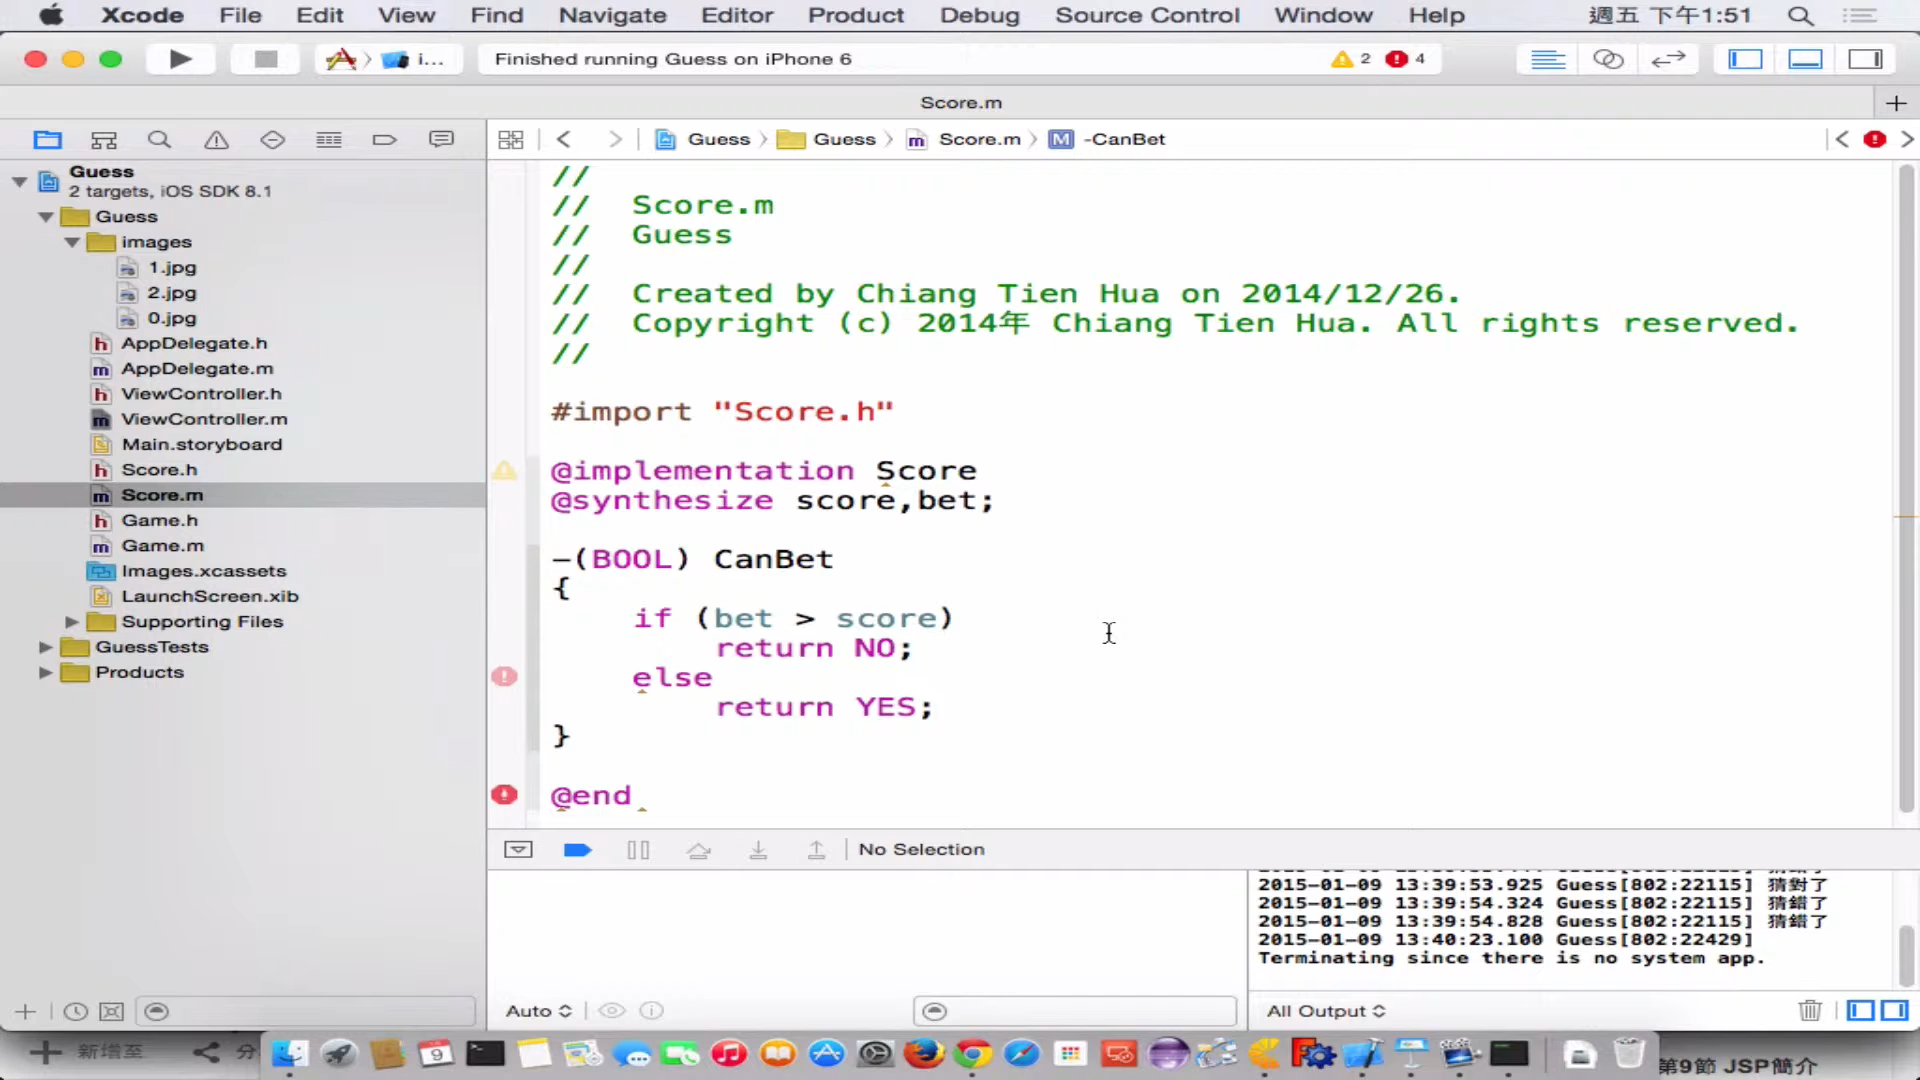 Xcode File Edit View Find Navigate Editor Product Debug Source Control Window Help 週五 下午1:51
i... Finished running Guess on iPhone 6 2 4
Score.m
Guess Guess Score.m M -CanBet
Guess
2 targets, iOS SDK 8.1
Guess
images
1.jpg
2.jpg
0.jpg
h AppDelegate.h
m AppDelegate.m
h ViewController.h
m ViewController.m
Main.storyboard
h Score.h
m Score.m
h Game.h
m Game.m
Images.xcassets
LaunchScreen.xib
Supporting Files
GuessTests
Products
//
// Score.m
// Guess
//
// Created by Chiang Tien Hua on 2014/12/26.
// Copyright (c) 2014年 Chiang Tien Hua. All rights reserved.
//
#import "Score.h"
@implementation Score
@synthesize score,bet;
-(BOOL) CanBet
{
if (bet > score)
return NO;
else
return YES;
}
@end
No Selection
2015-01-09 13:39:53.925 Guess[802:22115] 猜對了
2015-01-09 13:39:54.324 Guess[802:22115] 猜錯了
2015-01-09 13:39:54.828 Guess[802:22115] 猜錯了
2015-01-09 13:40:23.100 Guess[802:22429]
Terminating since there is no system app.
Auto All Output
新增至 分 9 第9節 JSP簡介